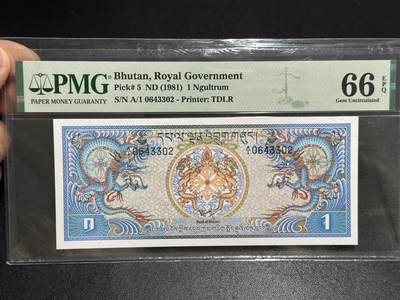 PMG
PAPER MONEY GUARANTY
Bhutan, Royal Government
Pick# 5 ND (1981) 1 Ngultrum
S/N A/1 0643302 - Printer: TDLR
66 EPQ
Gem Uncirculated
A/1 0643302
A/1 0643302
༡
1